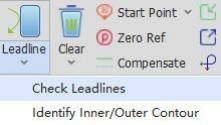 Start Point
Zero Ref
Leadline Clear
Compensate
Check Leadlines
Identify Inner/Outer Contour